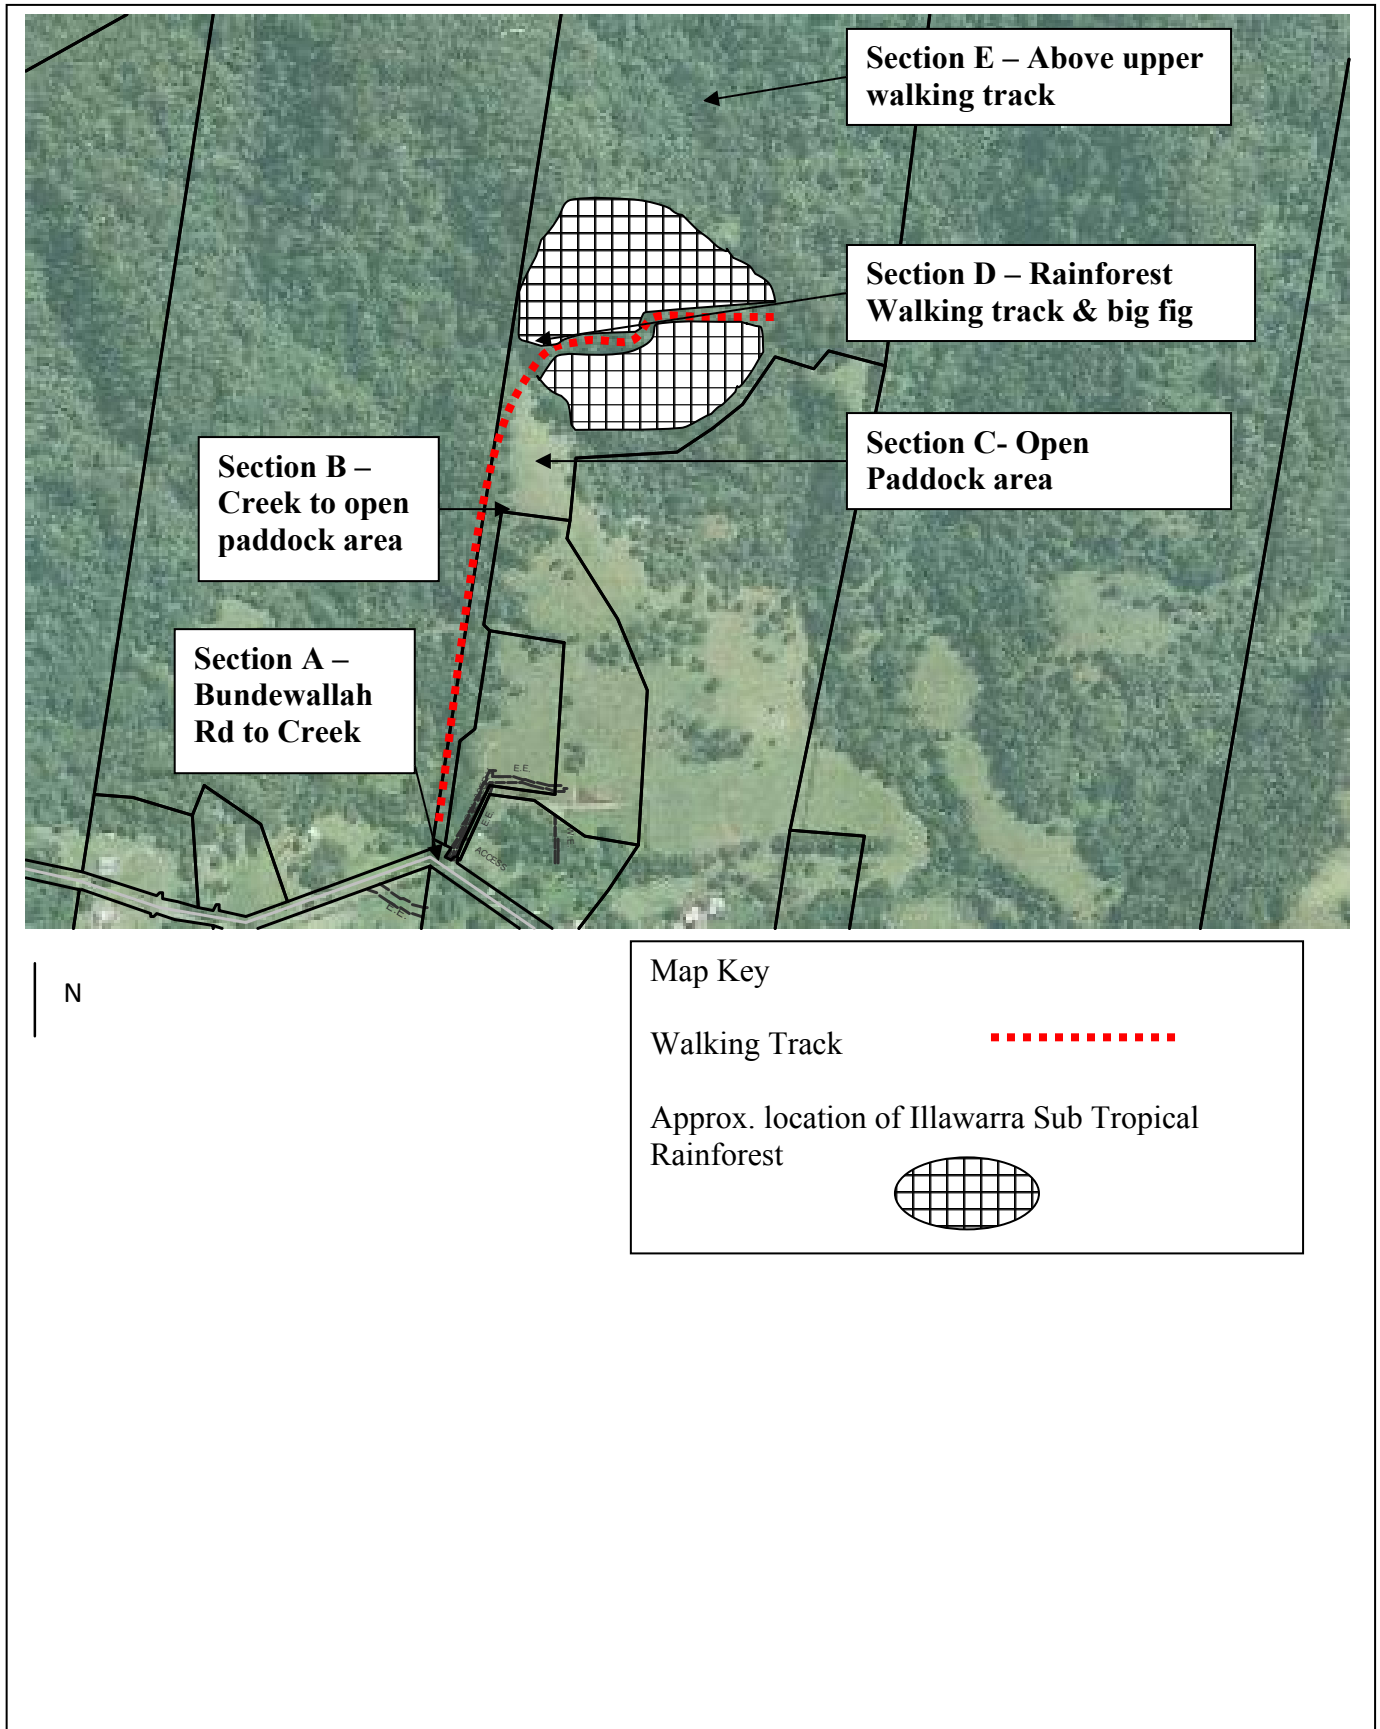 Section E – Above upper
walking track
Section D – Rainforest
Walking track & big fig
Section C- Open
Paddock area
Section B –
Creek to open
paddock area
Section A –
Bundewallah
Rd to Creek
E.E.
E.E.
ACCESS
E.E.
N
Map Key
Walking Track
Approx. location of Illawarra Sub Tropical
Rainforest